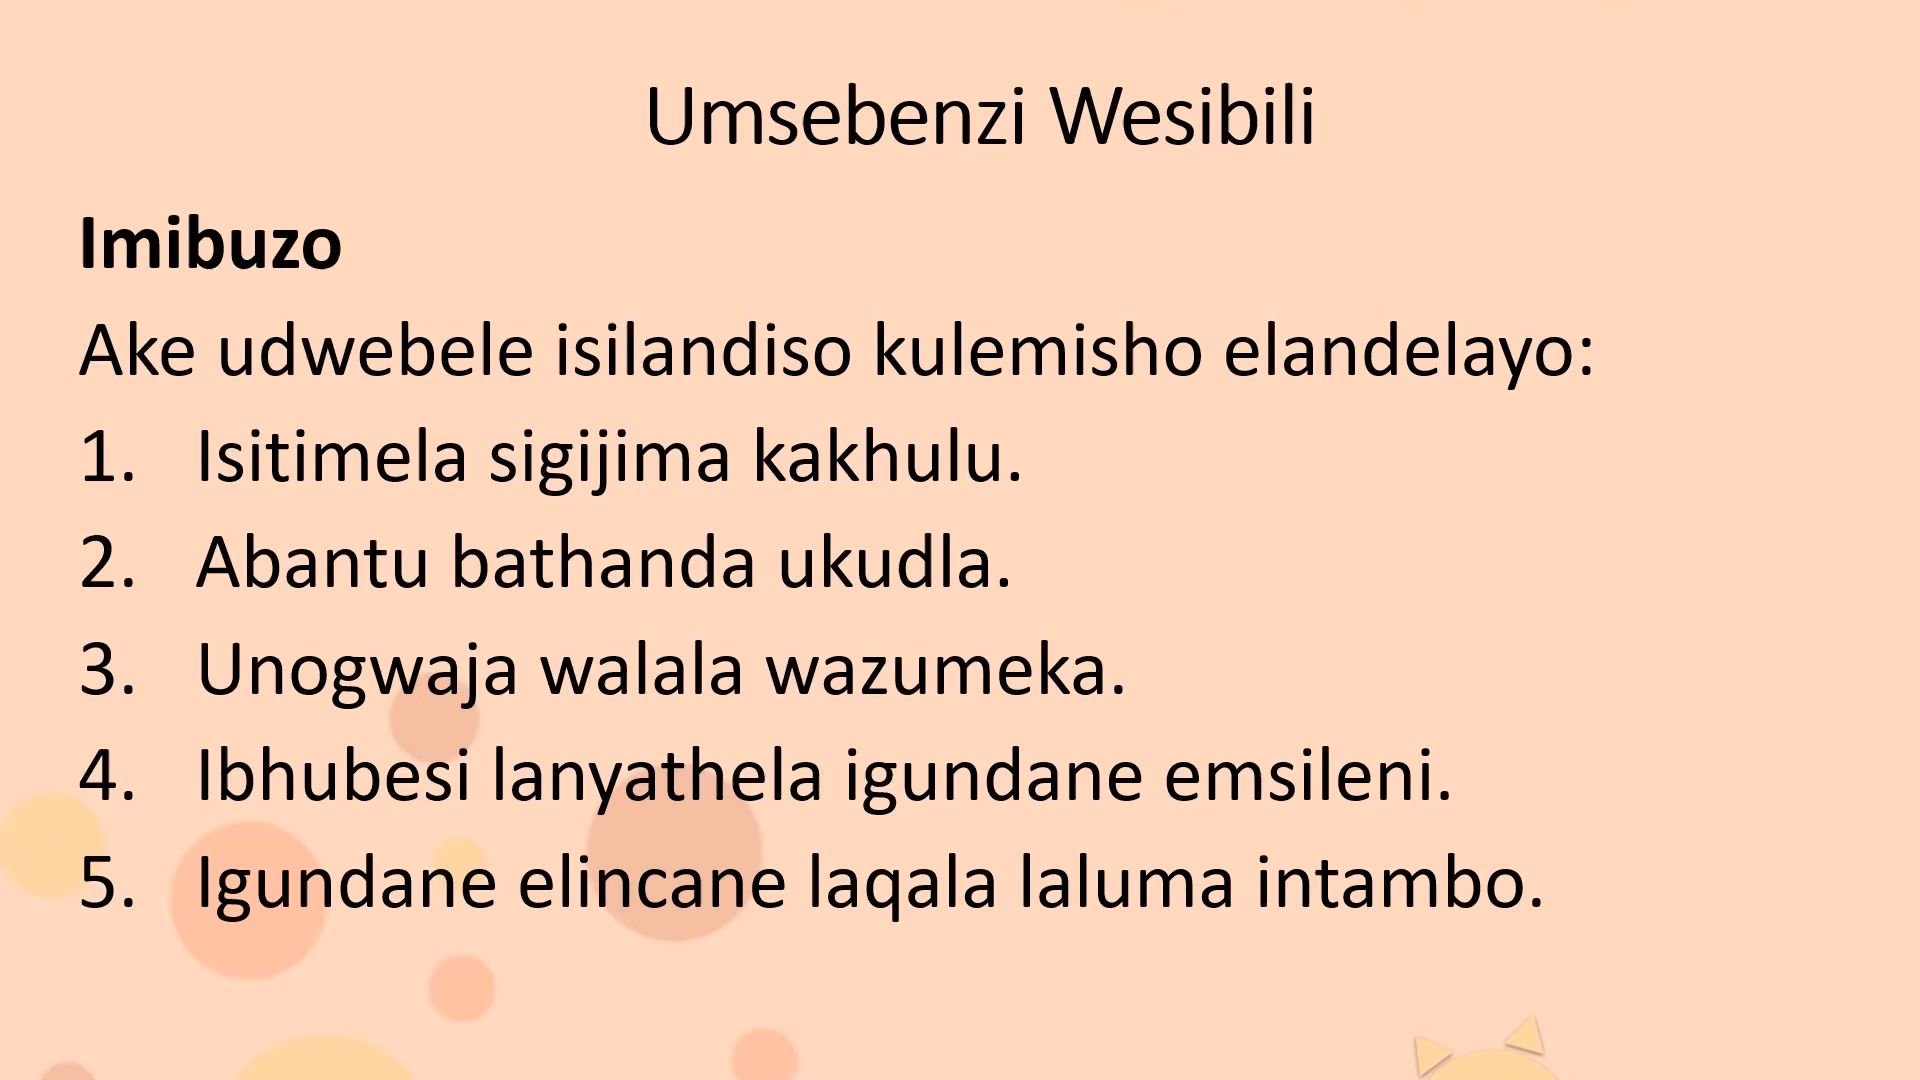 Umsebenzi Wesibili
Imibuzo
Ake udwebele isilandiso kulemisho elandelayo:
1. Isitimela sigijima kakhulu.
2. Abantu bathanda ukudla.
3. Unogwaja walala wazumeka.
4. Ibhubesi lanyathela igundane emsileni.
5. Igundane elincane laqala laluma intambo.